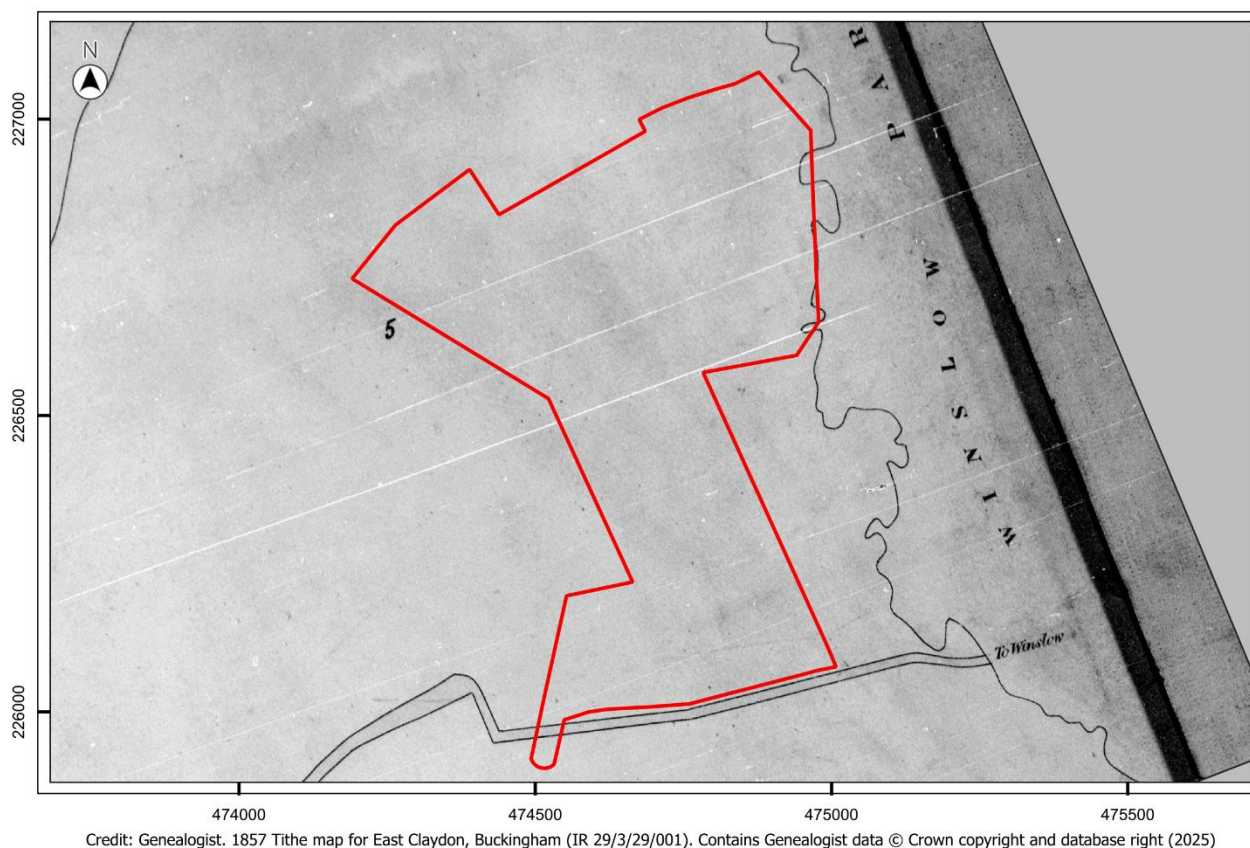 N
227000
226500
226000
5
WINSLOW PAR
To Winslow
474000 474500 475000 475500
Credit: Genealogist. 1857 Tithe map for East Claydon, Buckingham (IR 29/3/29/001). Contains Genealogist data © Crown copyright and database right (2025)